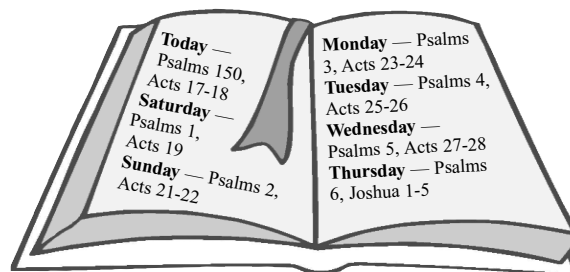 Today —
Psalms 150,
Acts 17-18
Saturday —
Psalms 1,
Acts 19
Sunday — Psalms 2,
Acts 21-22
Monday — Psalms
3, Acts 23-24
Tuesday — Psalms 4,
Acts 25-26
Wednesday —
Psalms 5, Acts 27-28
Thursday — Psalms
6, Joshua 1-5